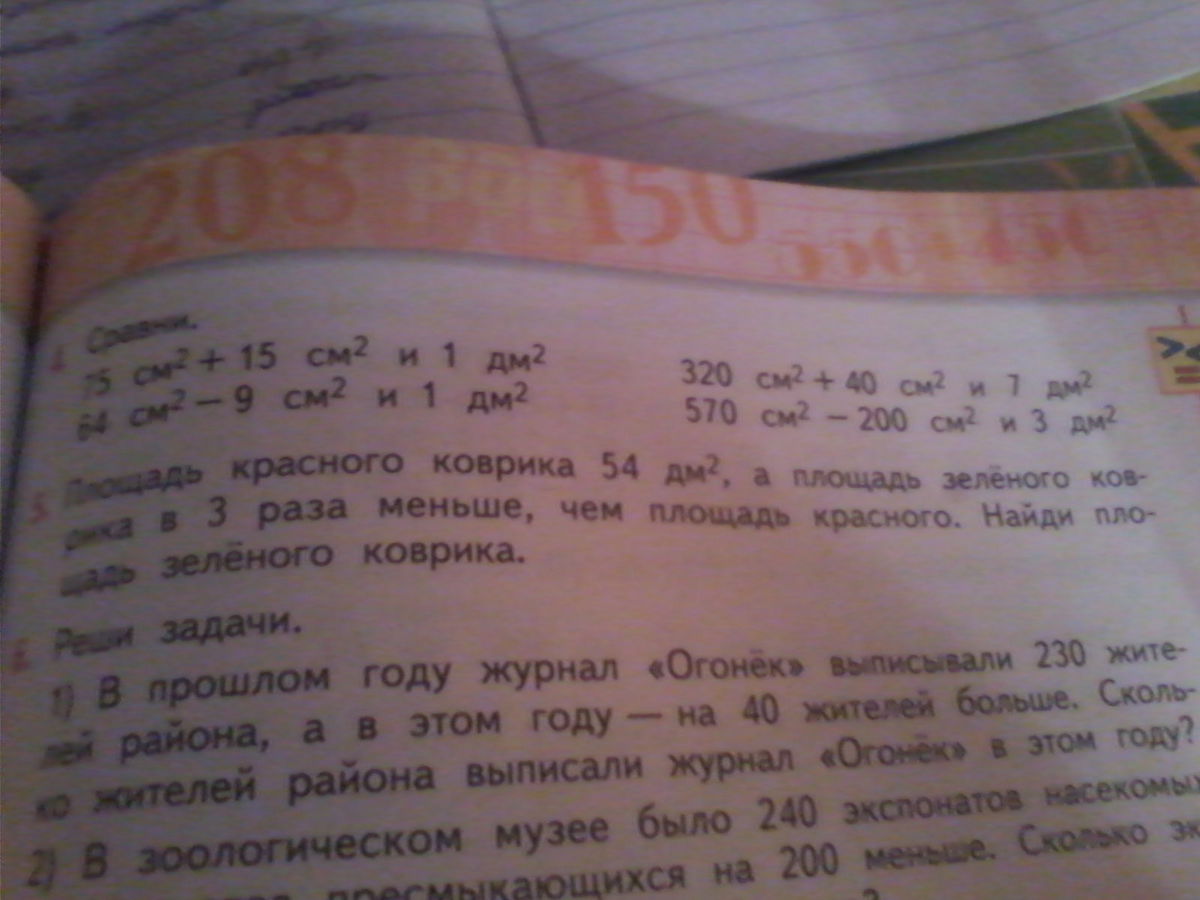 208 150 550+450
Сравни.
75 см² + 15 см² и 1 дм²
64 см² – 9 см² и 1 дм²
320 см² + 40 см² и 7 дм²
570 см² – 200 см² и 3 дм²
5. Площадь красного коврика 54 дм², а площадь зелёного ков-
рика в 3 раза меньше, чем площадь красного. Найди пло-
щадь зелёного коврика.
Реши задачи.
1) В прошлом году журнал «Огонёк» выписывали 230 жите-
лей района, а в этом году — на 40 жителей больше. Сколь-
ко жителей района выписали журнал «Огонёк» в этом году?
2) В зоологическом музее было 240 экспонатов насекомых
пресмыкающихся на 200 меньше. Сколько эк